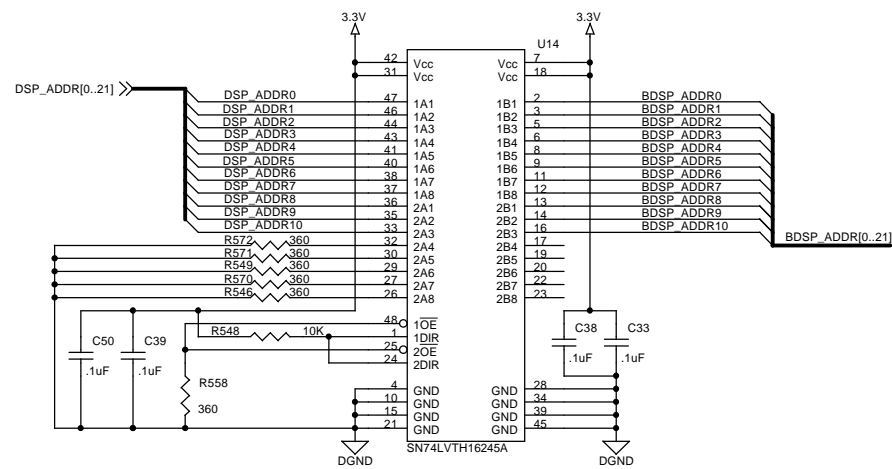 3.3V 3.3V
U14
42 Vcc Vcc 7
31 Vcc Vcc 18
DSP_ADDR[0..21]
DSP_ADDR0 47 1A1 1B1 2 BDSP_ADDR0
DSP_ADDR1 46 1A2 1B2 3 BDSP_ADDR1
DSP_ADDR2 44 1A3 1B3 5 BDSP_ADDR2
DSP_ADDR3 43 1A4 1B4 6 BDSP_ADDR3
DSP_ADDR4 41 1A5 1B5 8 BDSP_ADDR4
DSP_ADDR5 40 1A6 1B6 9 BDSP_ADDR5
DSP_ADDR6 38 1A7 1B7 11 BDSP_ADDR6
DSP_ADDR7 37 1A8 1B8 12 BDSP_ADDR7
DSP_ADDR8 36 2A1 2B1 13 BDSP_ADDR8
DSP_ADDR9 35 2A2 2B2 14 BDSP_ADDR9
DSP_ADDR10 33 2A3 2B3 16 BDSP_ADDR10
R572 360 32 2A4 2B4 17
BDSP_ADDR[0..21]
R571 360 30 2A5 2B5 19
R549 360 29 2A6 2B6 20
R570 360 27 2A7 2B7 22
R546 360 26 2A8 2B8 23
48 1OE
R548 10K 1 1DIR
25 2OE
24 2DIR
C50 C39 C38 C33
.1uF .1uF .1uF .1uF
R558
360
4 GND GND 28
10 GND GND 34
15 GND GND 39
21 GND GND 45
SN74LVTH16245A
DGND DGND